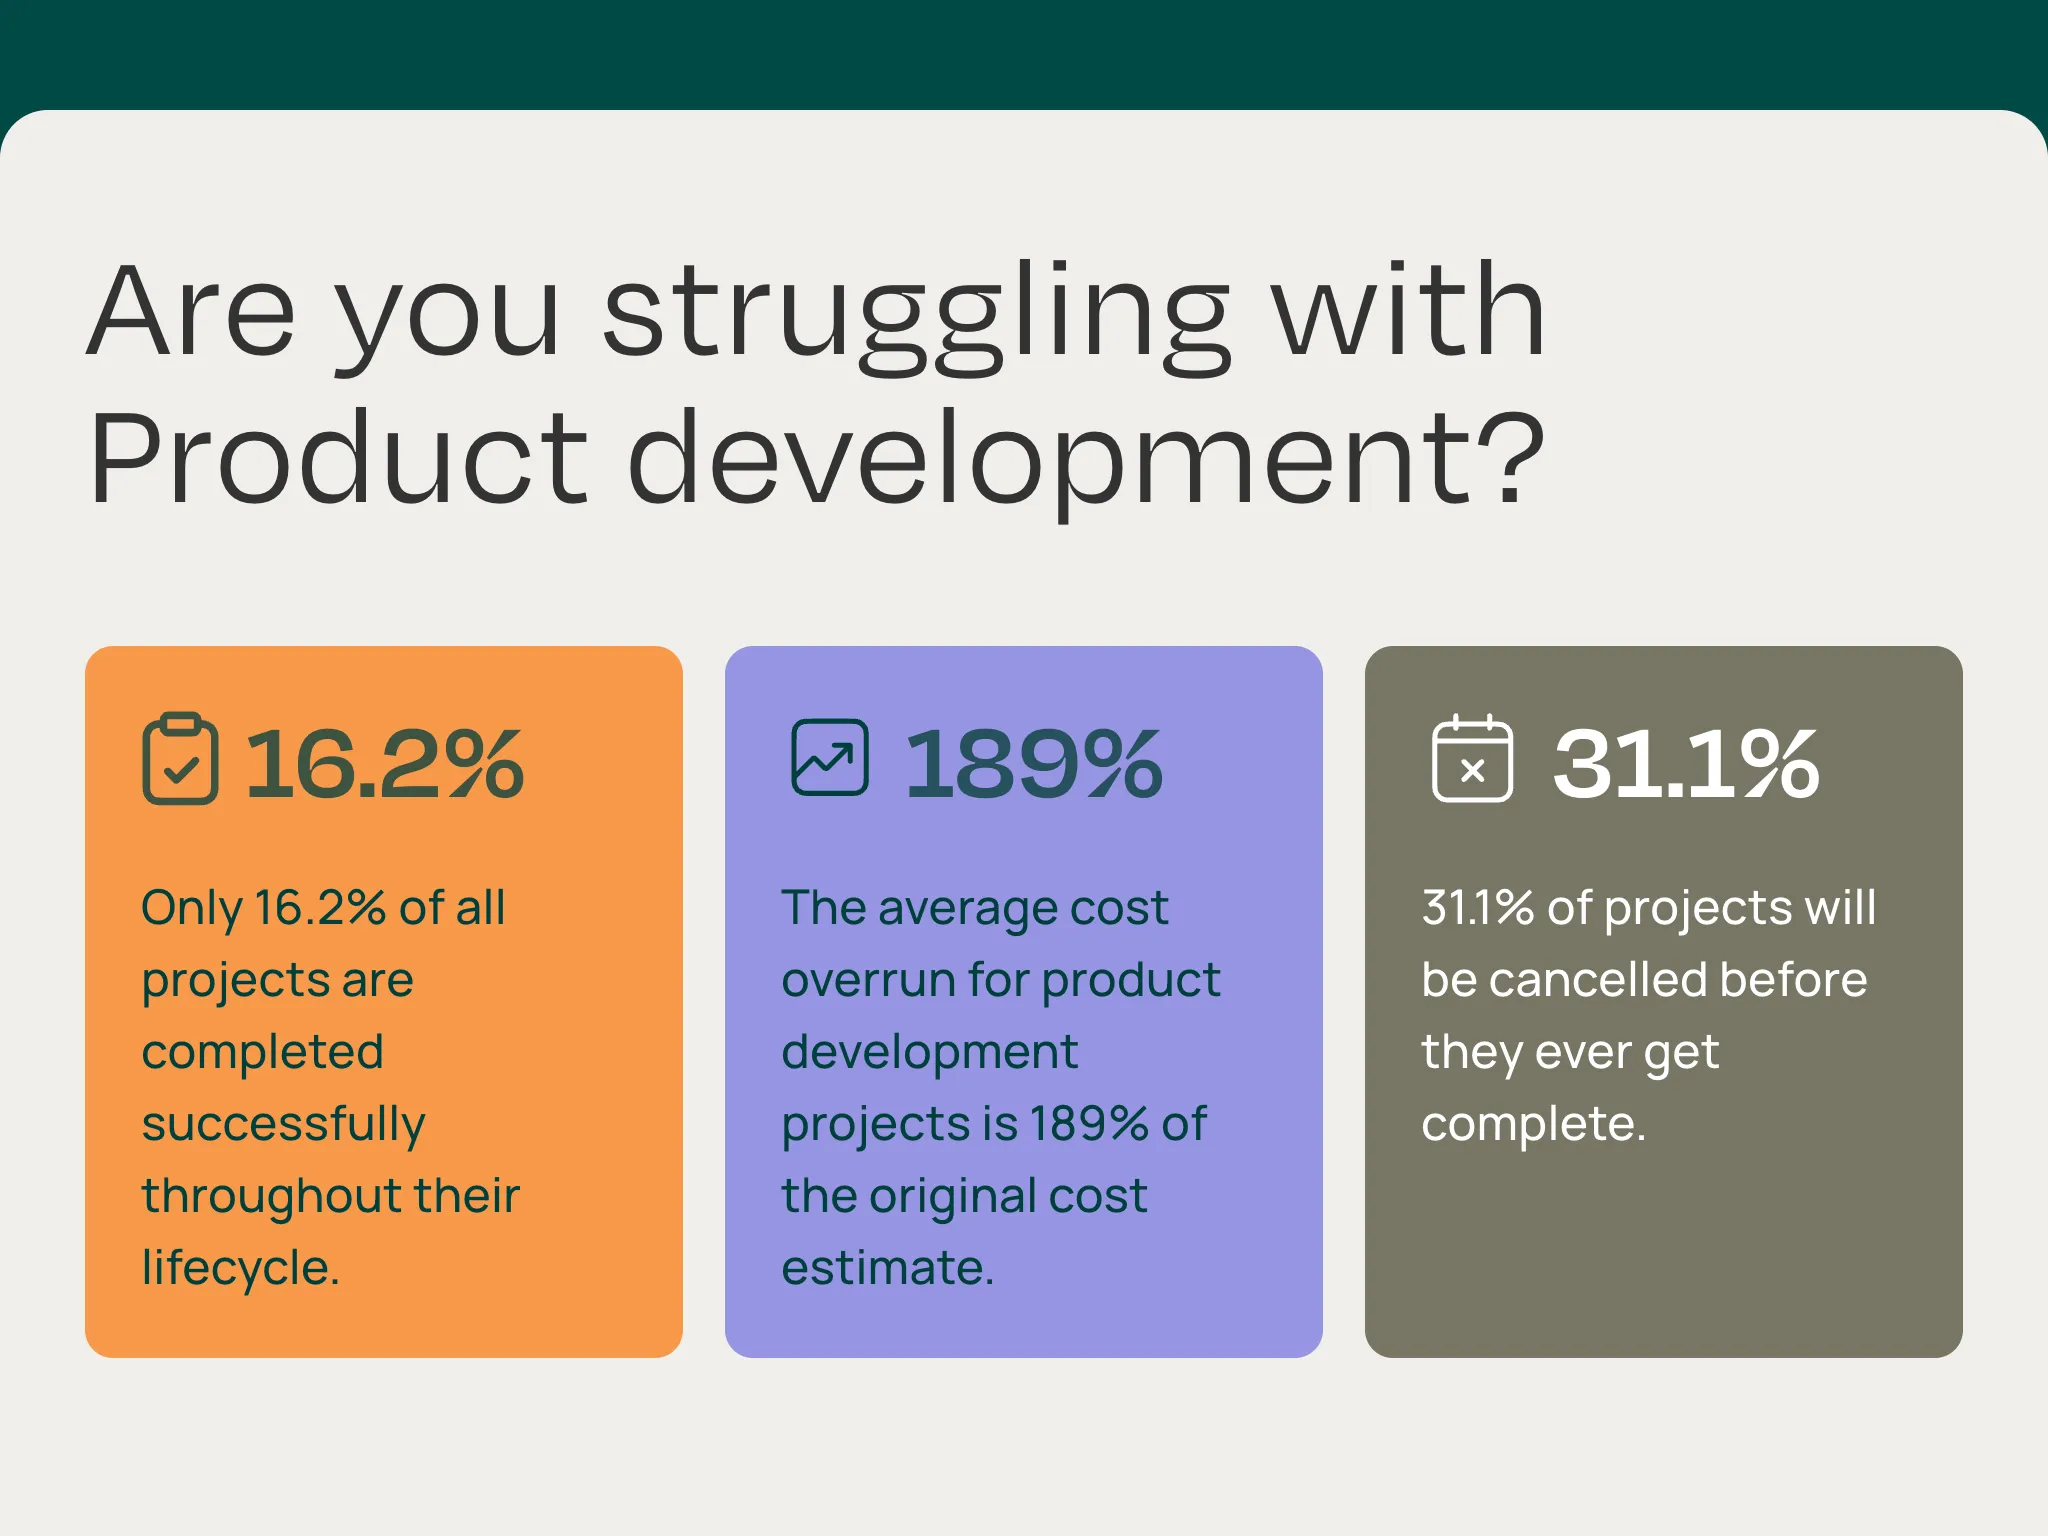 Are you struggling with
Product development?
16.2%
Only 16.2% of all
projects are
completed
successfully
throughout their
lifecycle.
189%
The average cost
overrun for product
development
projects is 189% of
the original cost
estimate.
31.1%
31.1% of projects will
be cancelled before
they ever get
complete.